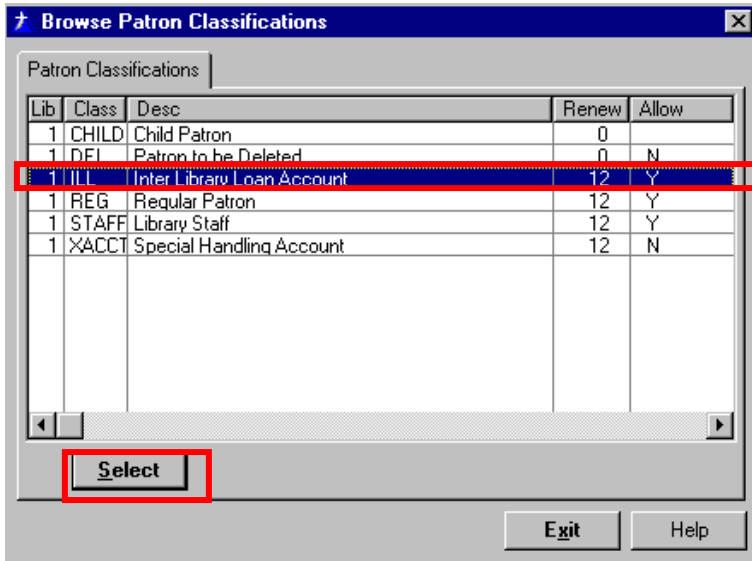 Browse Patron Classifications
Patron Classifications
Lib Class Desc Renew Allow
1 CHILD Child Patron 0
1 DEL Patron to be Deleted 0 N
1 ILL Inter Library Loan Account 12 Y
1 REG Regular Patron 12 Y
1 STAFF Library Staff 12 Y
1 XACCT Special Handling Account 12 N
Select
Exit Help